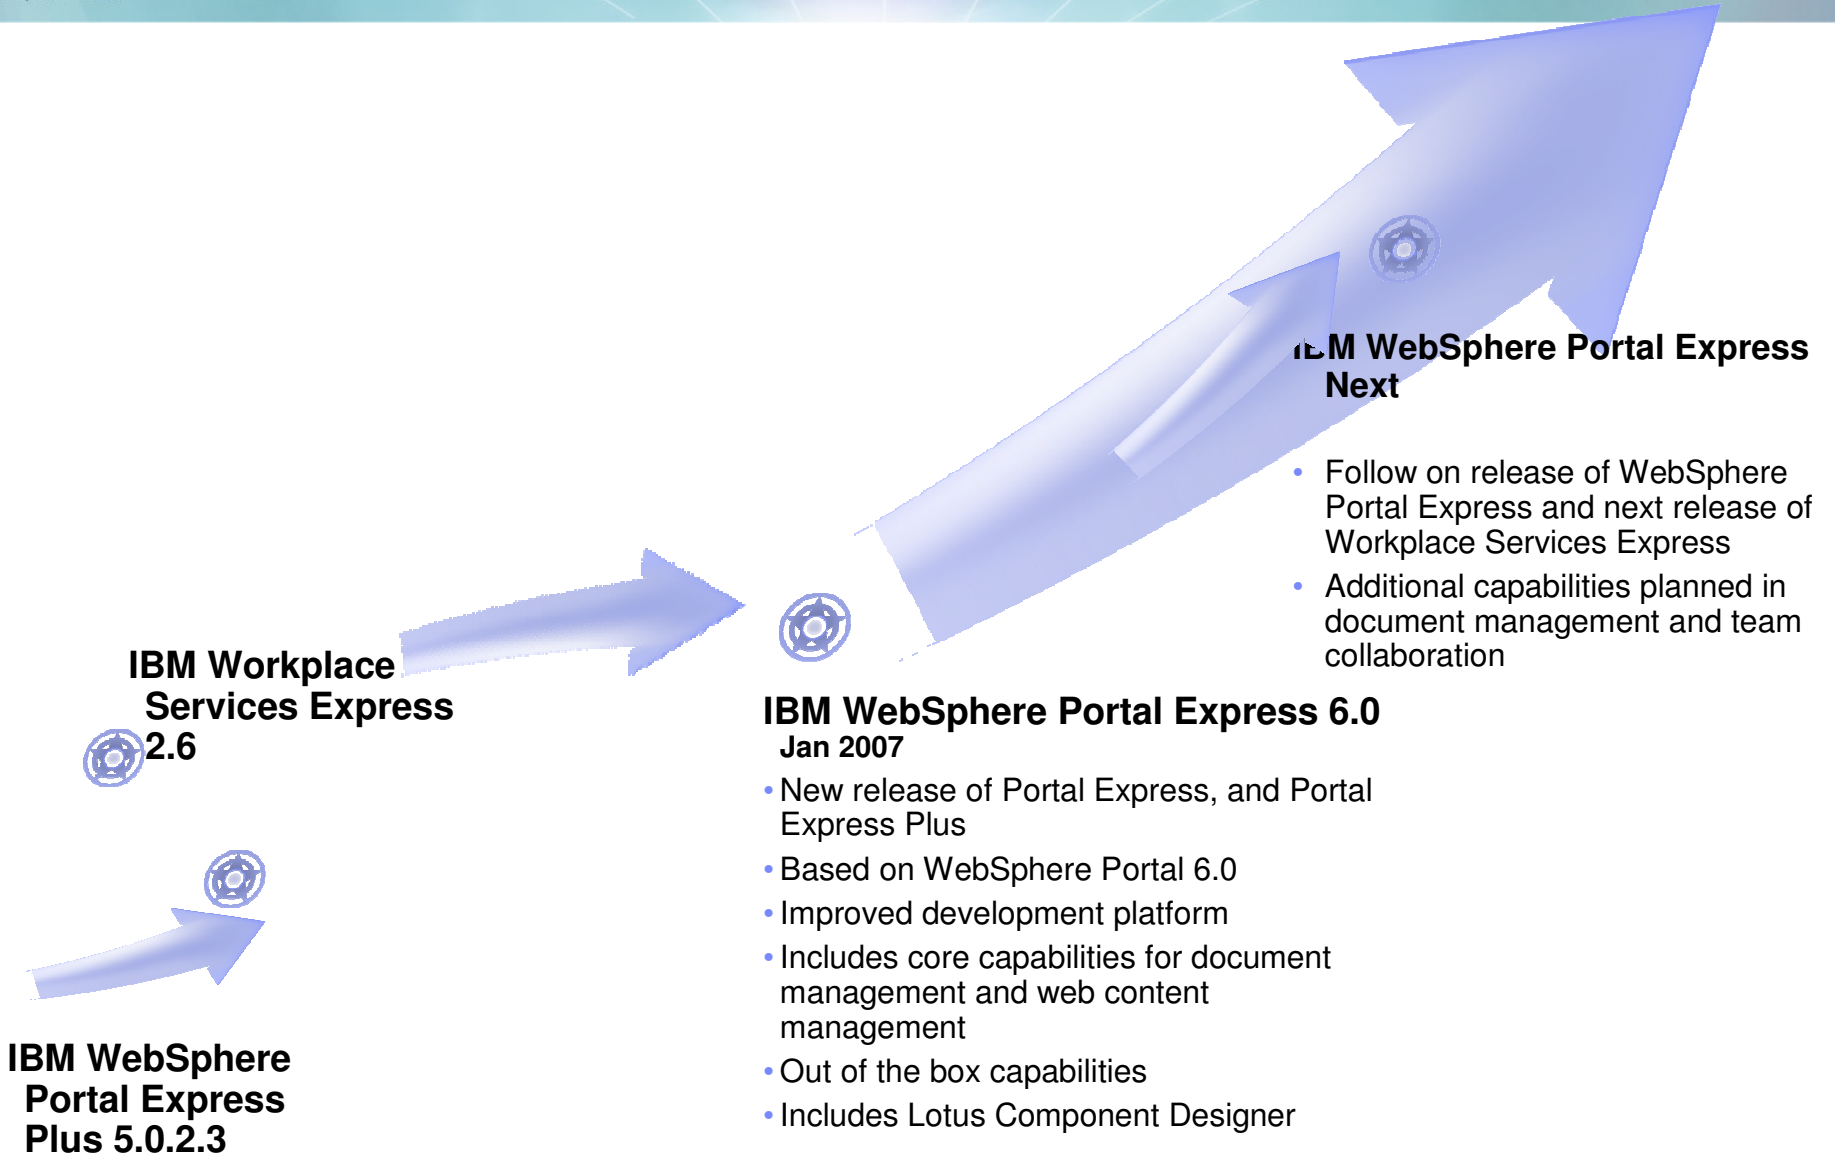 IBM WebSphere Portal Express
Next
• Follow on release of WebSphere
Portal Express and next release of
Workplace Services Express
• Additional capabilities planned in
document management and team
collaboration
IBM Workplace
Services Express
2.6
IBM WebSphere Portal Express 6.0
Jan 2007
• New release of Portal Express, and Portal
Express Plus
• Based on WebSphere Portal 6.0
• Improved development platform
• Includes core capabilities for document
management and web content
management
• Out of the box capabilities
• Includes Lotus Component Designer
IBM WebSphere
Portal Express
Plus 5.0.2.3